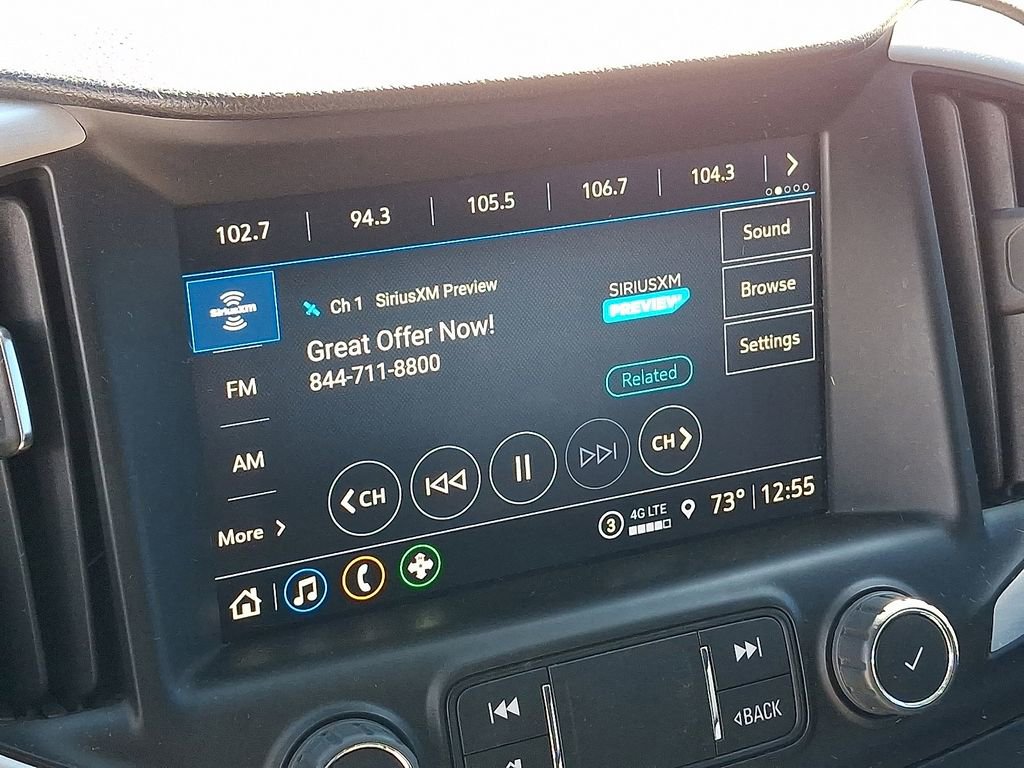 102.7 94.3 105.5 106.7 104.3
Sound
SiriusXM
Ch 1 SiriusXM Preview
SIRIUSXM
PREVIEW
Browse
Great Offer Now!
844-711-8800
Settings
FM
Related
AM
CH
CH
More
3 4G LTE 73° 12:55
BACK